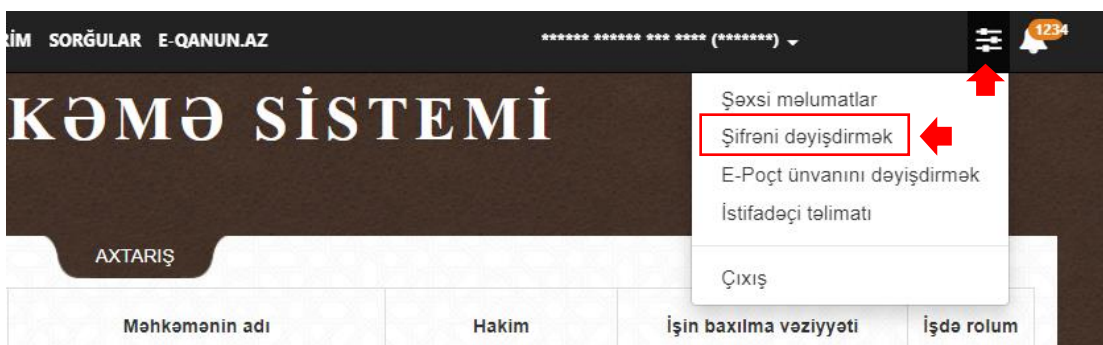 SORĞULAR E-QANUN.AZ ****** ****** *** **** (*******) 1234
KƏMƏ SİSTEMİ
Şəxsi məlumatlar
Şifrəni dəyişdirmək
E-Poçt ünvanını dəyişdirmək
İstifadəçi təlimatı
Çıxış
AXTARIŞ
Məhkəmənin adı Hakim İşin baxılma vəziyyəti İşdə rolum